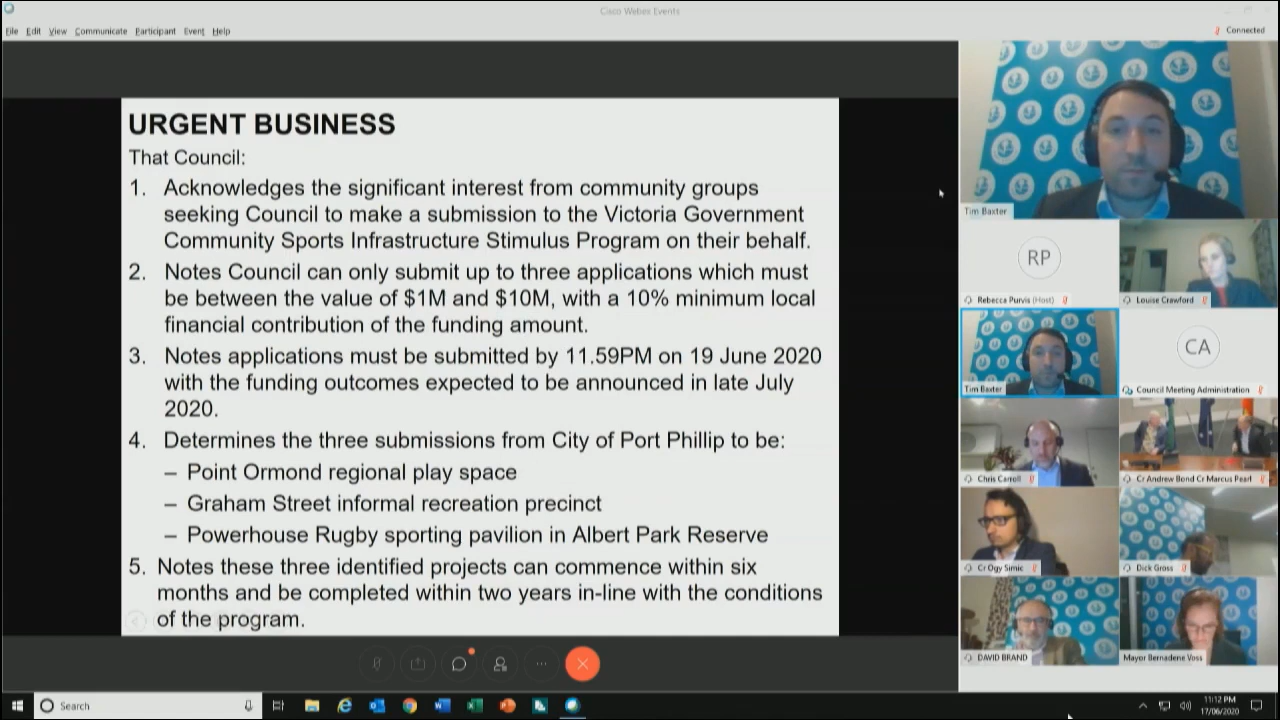 Cisco Webex Events
File Edit View Communicate Participant Event Help
Connected
URGENT BUSINESS
That Council:
1. Acknowledges the significant interest from community groups
seeking Council to make a submission to the Victoria Government
Community Sports Infrastructure Stimulus Program on their behalf.
2. Notes Council can only submit up to three applications which must
be between the value of $1M and $10M, with a 10% minimum local
financial contribution of the funding amount.
3. Notes applications must be submitted by 11.59PM on 19 June 2020
with the funding outcomes expected to be announced in late July
2020.
4. Determines the three submissions from City of Port Phillip to be:
– Point Ormond regional play space
– Graham Street informal recreation precinct
– Powerhouse Rugby sporting pavilion in Albert Park Reserve
5. Notes these three identified projects can commence within six
months and be completed within two years in-line with the conditions
of the program.
Tim Baxter
RP
Rebecca Purvis (Host)
Louise Crawford
Tim Baxter
CA
Council Meeting Administration
Chris Carroll
Cr Andrew Bond Cr Marcus Pearl
Cr Ogy Simic
Dick Gross
DAVID BRAND
Mayor Bernadene Voss
Search
11:12 PM
17/06/2020